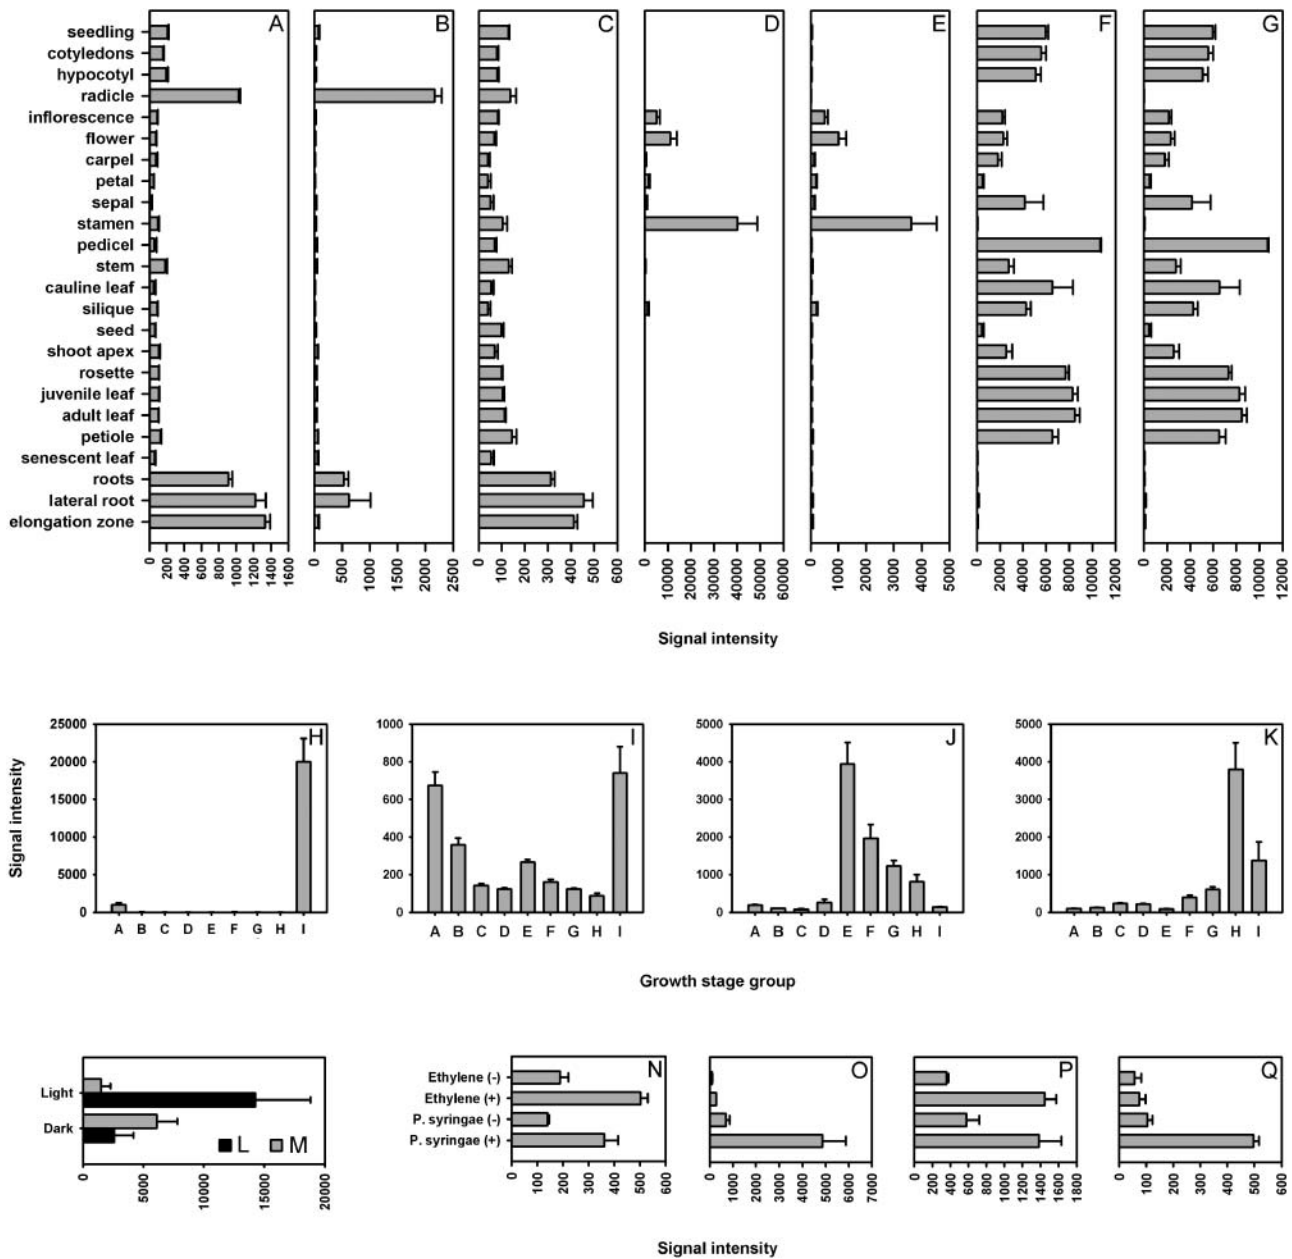 A B C D E F G
seedling
cotyledons
hypocotyl
radicle
inflorescence
flower
carpel
petal
sepal
stamen
pedicel
stem
cauline leaf
silique
seed
shoot apex
rosette
juvenile leaf
adult leaf
petiole
senescent leaf
roots
lateral root
elongation zone
0 200 400 600 800 1000 1200 1400 1600
0 500 1000 1500 2000 2500
0 100 200 300 400 500 600
0 10000 20000 30000 40000 50000 60000
0 1000 2000 3000 4000 5000
0 2000 4000 6000 8000 10000 12000
0 2000 4000 6000 8000 10000 12000
Signal intensity
Signal intensity
H
25000
20000
15000
10000
5000
0
A B C D E F G H I
I
1000
800
600
400
200
0
A B C D E F G H I
J
5000
4000
3000
2000
1000
0
A B C D E F G H I
K
5000
4000
3000
2000
1000
0
A B C D E F G H I
Growth stage group
Light
Dark
L M
0 5000 10000 15000 20000
N O P Q
Ethylene (-)
Ethylene (+)
P. syringae (-)
P. syringae (+)
0 100 200 300 400 500 600
0 1000 2000 3000 4000 5000 6000 7000
0 200 400 600 800 1000 1200 1400 1600 1800
0 100 200 300 400 500 600
Signal intensity